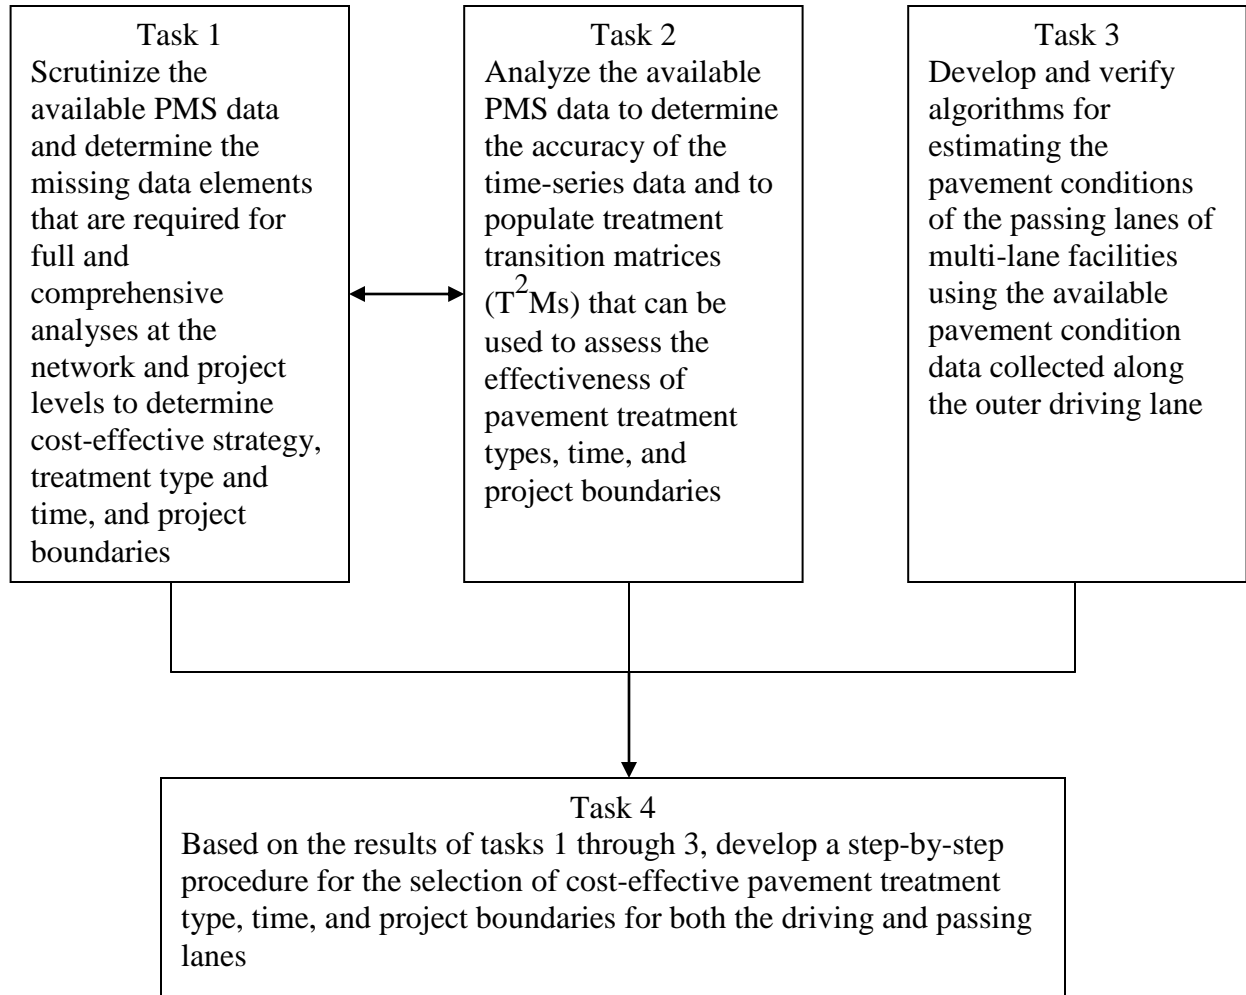 Task 1
Scrutinize the
available PMS data
and determine the
missing data elements
that are required for
full and
comprehensive
analyses at the
network and project
levels to determine
cost-effective strategy,
treatment type and
time, and project
boundaries
Task 2
Analyze the available
PMS data to determine
the accuracy of the
time-series data and to
populate treatment
transition matrices
(T²Ms) that can be
used to assess the
effectiveness of
pavement treatment
types, time, and
project boundaries
Task 3
Develop and verify
algorithms for
estimating the
pavement conditions
of the passing lanes of
multi-lane facilities
using the available
pavement condition
data collected along
the outer driving lane
Task 4
Based on the results of tasks 1 through 3, develop a step-by-step
procedure for the selection of cost-effective pavement treatment
type, time, and project boundaries for both the driving and passing
lanes